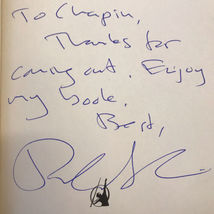 To Chapin,
Thanks for
coming out. Enjoy
my book.
Best,